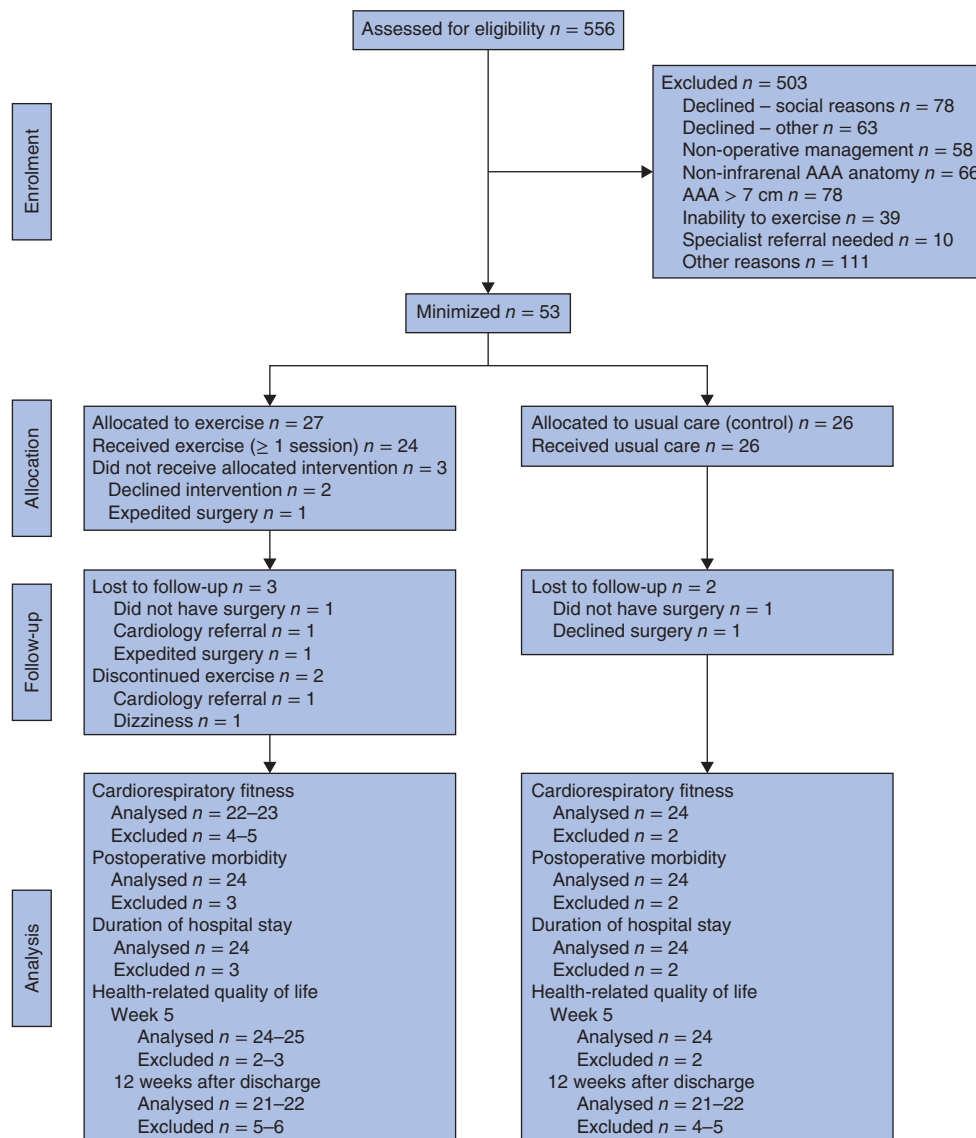 Assessed for eligibility n = 556
Enrolment
Excluded n = 503
Declined – social reasons n = 78
Declined – other n = 63
Non-operative management n = 58
Non-infrarenal AAA anatomy n = 66
AAA > 7 cm n = 78
Inability to exercise n = 39
Specialist referral needed n = 10
Other reasons n = 111
Minimized n = 53
Allocation
Allocated to exercise n = 27
Received exercise (≥ 1 session) n = 24
Did not receive allocated intervention n = 3
Declined intervention n = 2
Expedited surgery n = 1
Allocated to usual care (control) n = 26
Received usual care n = 26
Follow-up
Lost to follow-up n = 3
Did not have surgery n = 1
Cardiology referral n = 1
Expedited surgery n = 1
Discontinued exercise n = 2
Cardiology referral n = 1
Dizziness n = 1
Lost to follow-up n = 2
Did not have surgery n = 1
Declined surgery n = 1
Analysis
Cardiorespiratory fitness
Analysed n = 22–23
Excluded n = 4–5
Postoperative morbidity
Analysed n = 24
Excluded n = 3
Duration of hospital stay
Analysed n = 24
Excluded n = 3
Health-related quality of life
Week 5
Analysed n = 24–25
Excluded n = 2–3
12 weeks after discharge
Analysed n = 21–22
Excluded n = 5–6
Cardiorespiratory fitness
Analysed n = 24
Excluded n = 2
Postoperative morbidity
Analysed n = 24
Excluded n = 2
Duration of hospital stay
Analysed n = 24
Excluded n = 2
Health-related quality of life
Week 5
Analysed n = 24
Excluded n = 2
12 weeks after discharge
Analysed n = 21–22
Excluded n = 4–5